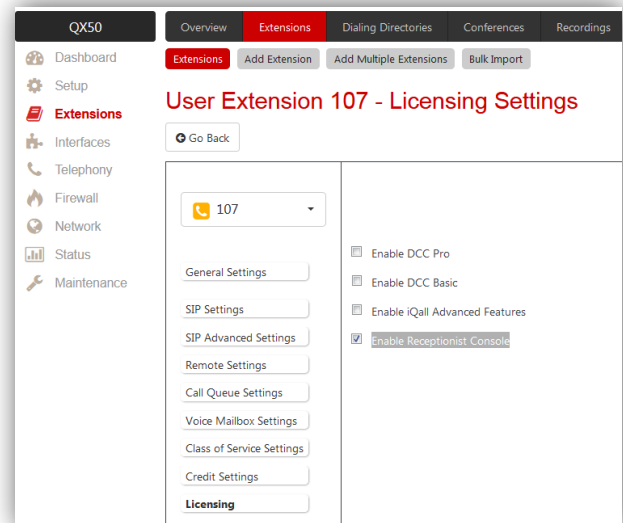 QX50
Overview
Extensions
Dialing Directories
Conferences
Recordings
Dashboard
Setup
Extensions
Interfaces
Telephony
Firewall
Network
Status
Maintenance
Extensions
Add Extension
Add Multiple Extensions
Bulk Import
User Extension 107 - Licensing Settings
Go Back
107
General Settings
SIP Settings
SIP Advanced Settings
Remote Settings
Call Queue Settings
Voice Mailbox Settings
Class of Service Settings
Credit Settings
Licensing
Enable DCC Pro
Enable DCC Basic
Enable iQall Advanced Features
Enable Receptionist Console